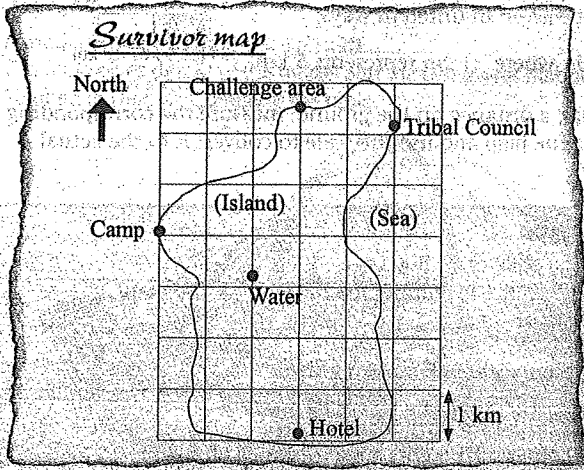 Survivor map
North
Challenge area
Tribal Council
(Island)
(Sea)
Camp
Water
Hotel
1 km